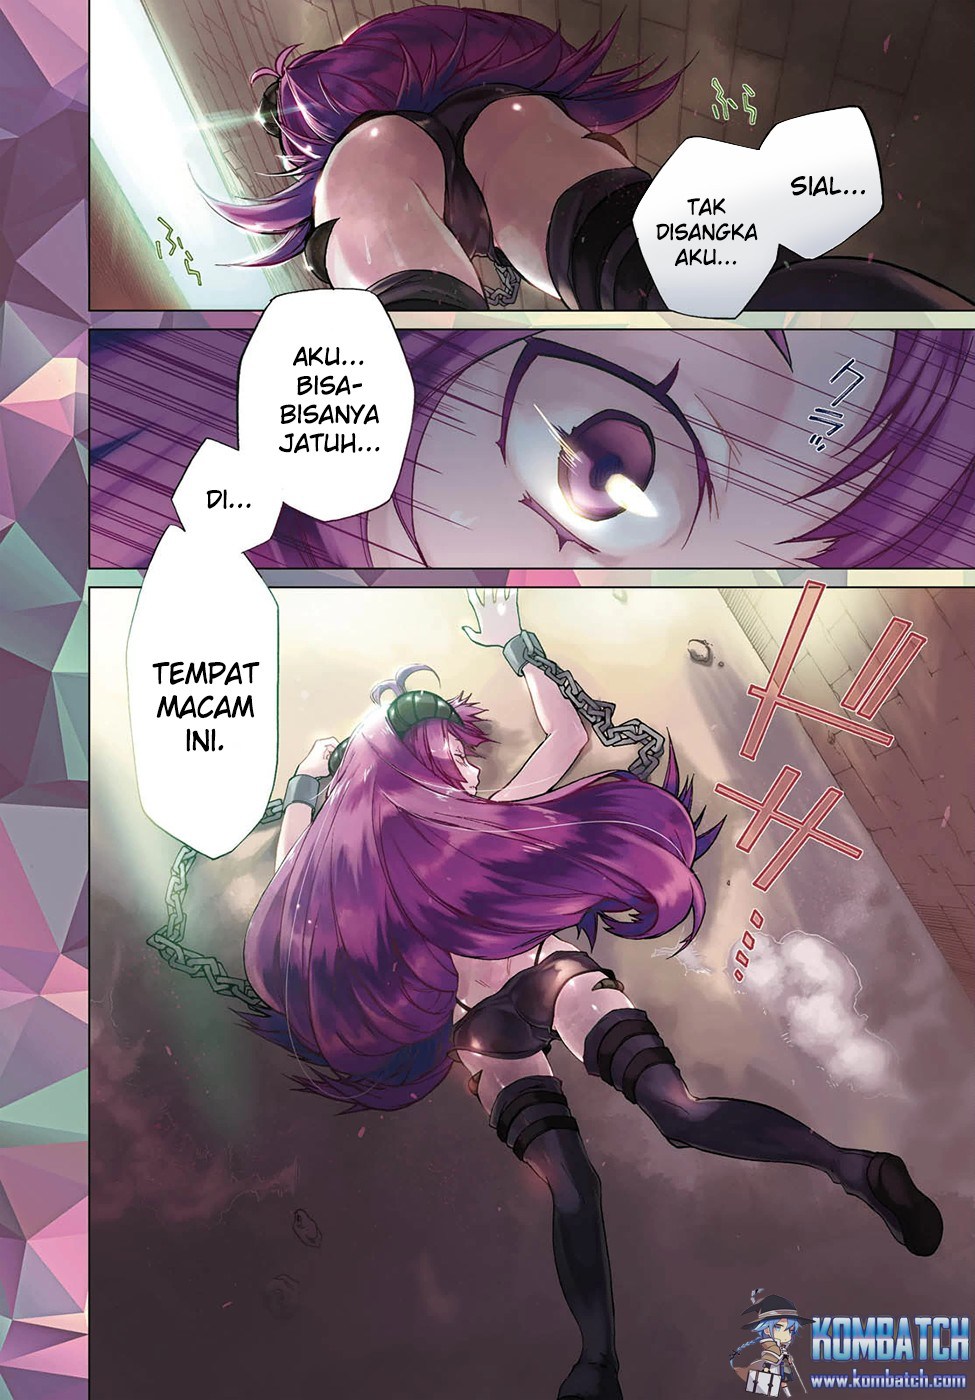 SIAL...
TAK
DISANGKA
AKU...
ふら
ふら
AKU...
BISA-
BISANYA
JATUH...
DI...
クラッ
TEMPAT
MACAM
INI.
ドサ...
KOMBATCH
www.kombatch.com